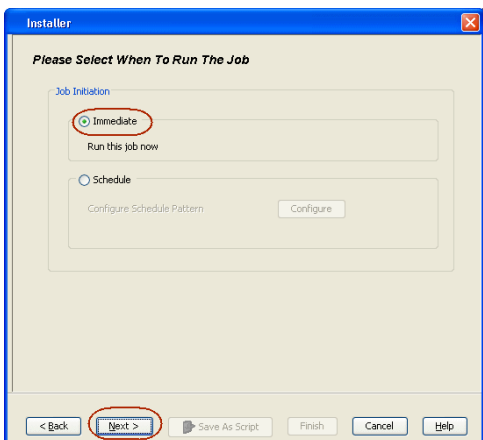 Installer
Please Select When To Run The Job
Job Initiation
Immediate
Run this job now
Schedule
Configure Schedule Pattern Configure
< Back Next > Save As Script Finish Cancel Help